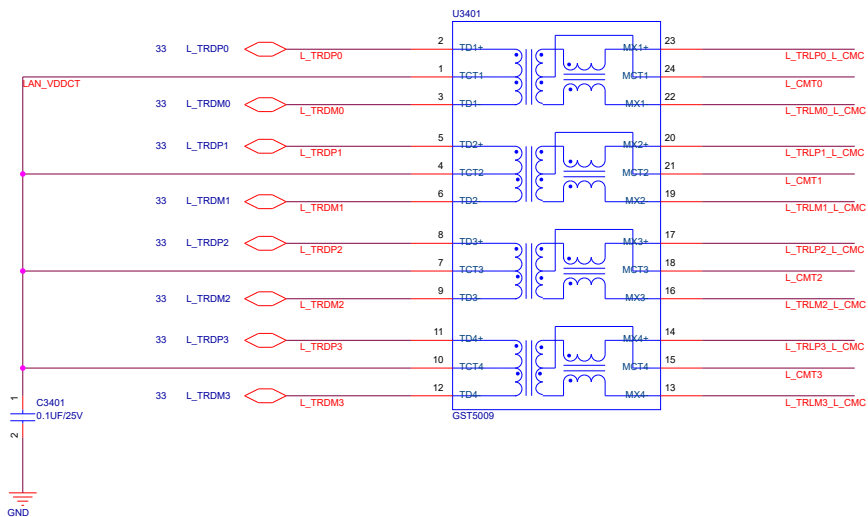 U3401
33 L_TRDP0 L_TRDP0 2 TD1+ MX1+ 23 L_TRLP0_L_CMC
LAN_VDDCT 1 TCT1 MCT1 24 L_CMT0
33 L_TRDM0 L_TRDM0 3 TD1- MX1- 22 L_TRLM0_L_CMC
33 L_TRDP1 L_TRDP1 5 TD2+ MX2+ 20 L_TRLP1_L_CMC
4 TCT2 MCT2 21 L_CMT1
33 L_TRDM1 L_TRDM1 6 TD2- MX2- 19 L_TRLM1_L_CMC
33 L_TRDP2 L_TRDP2 8 TD3+ MX3+ 17 L_TRLP2_L_CMC
7 TCT3 MCT3 18 L_CMT2
33 L_TRDM2 L_TRDM2 9 TD3- MX3- 16 L_TRLM2_L_CMC
33 L_TRDP3 L_TRDP3 11 TD4+ MX4+ 14 L_TRLP3_L_CMC
10 TCT4 MCT4 15 L_CMT3
33 L_TRDM3 L_TRDM3 12 TD4- MX4- 13 L_TRLM3_L_CMC
GST5009
1 C3401
0.1UF/25V
2
GND